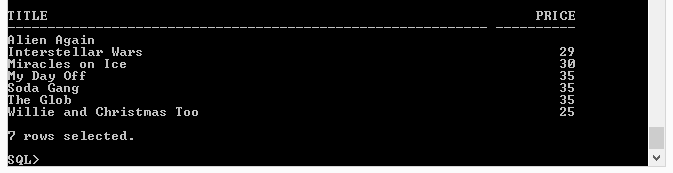 TITLE PRICE
------------------------------------------------------------ ----------
Alien Again
Interstellar Wars 29
Miracles on Ice 30
My Day Off 35
Soda Gang 35
The Glob 35
Willie and Christmas Too 25
7 rows selected.
SQL>